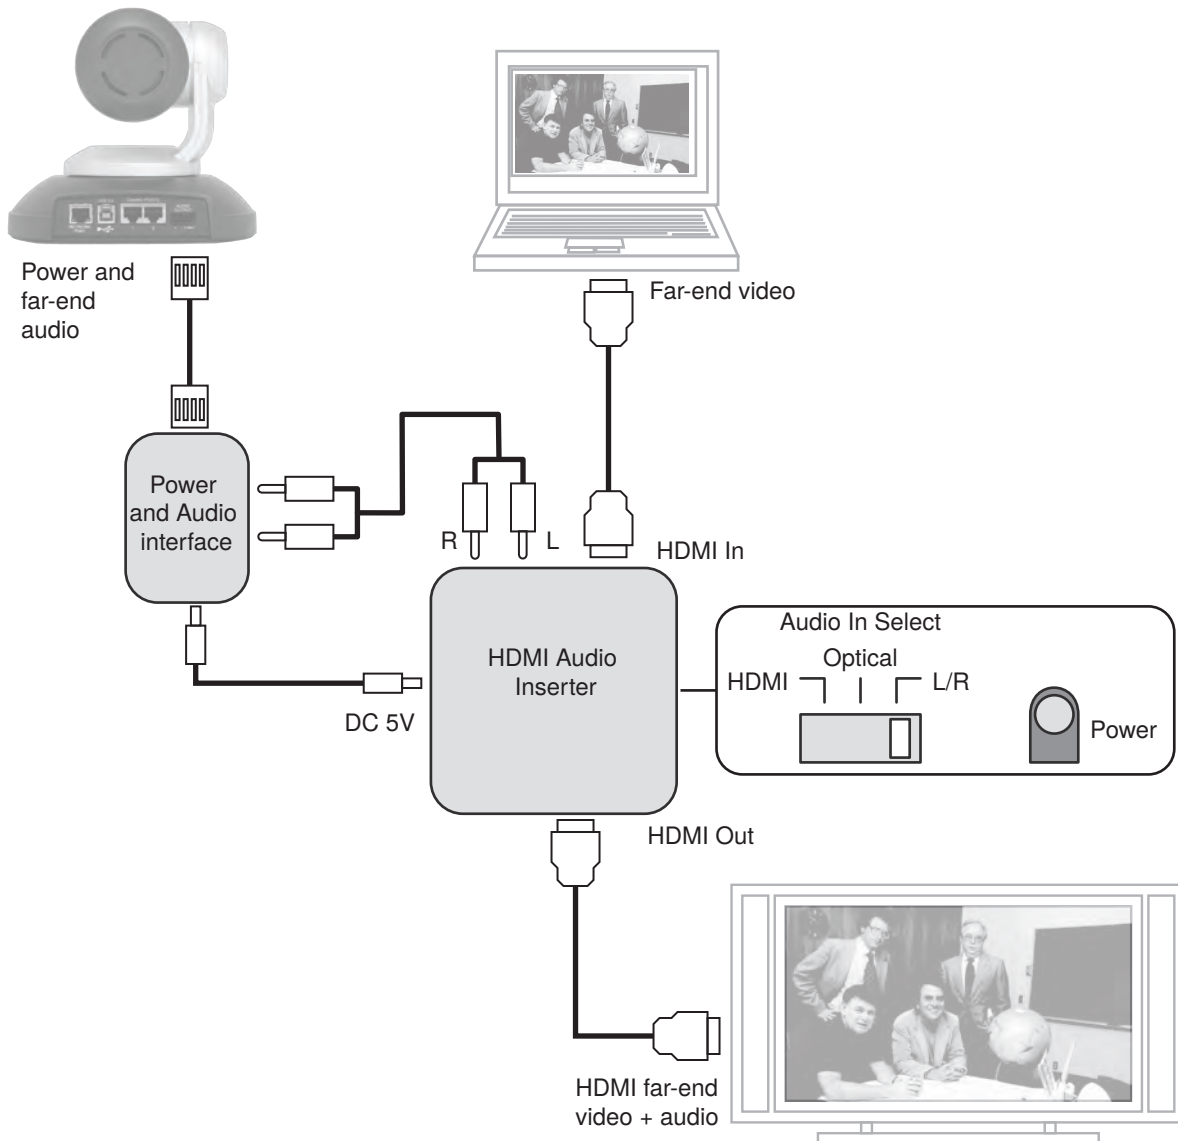 Power and
far-end
audio
Far-end video
Power
and Audio
interface
R
L
HDMI In
HDMI Audio
Inserter
DC 5V
Audio In Select
Optical
HDMI
L/R
Power
HDMI Out
HDMI far-end
video + audio